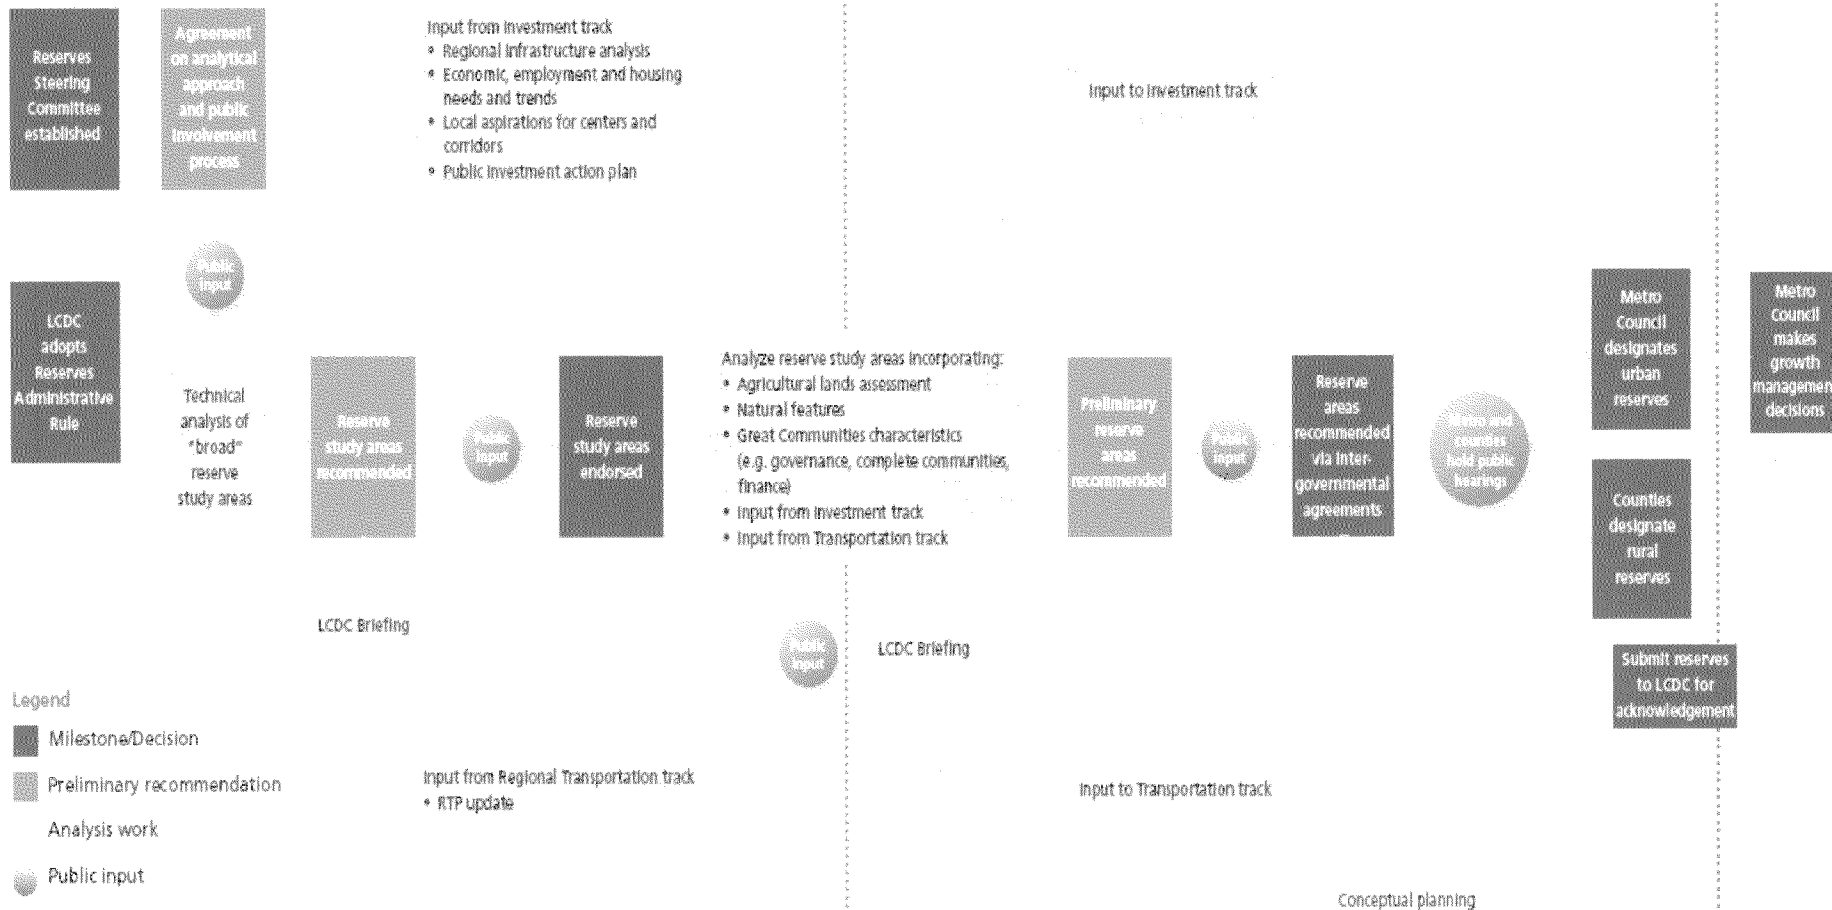 Reserves
Steering
Committee
established
Agreement
on analytical
approach
and public
involvement
process
Input from Investment track
• Regional infrastructure analysis
• Economic, employment and housing
needs and trends
• Local aspirations for centers and
corridors
• Public investment action plan
Input to Investment track
Public
input
LCDC
adopts
Reserves
Administrative
Rule
Technical
analysis of
"broad"
reserve
study areas
Reserve
study areas
recommended
Public
input
Reserve
study areas
endorsed
Analyze reserve study areas incorporating:
• Agricultural lands assessment
• Natural features
• Great Communities characteristics
(e.g. governance, complete communities,
finance)
• Input from Investment track
• Input from Transportation track
Preliminary
reserve
areas
recommended
Public
input
Reserve
areas
recommended
via inter-
governmental
agreements
Metro and
counties
hold public
hearings
Metro
Council
designates
urban
reserves
Counties
designate
rural
reserves
Metro
Council
makes
growth
management
decisions
LCDC Briefing
Public
input
LCDC Briefing
Submit reserves
to LCDC for
acknowledgement
Legend
Milestone/Decision
Preliminary recommendation
Analysis work
Public input
Input from Regional Transportation track
• RTP update
Input to Transportation track
Conceptual planning